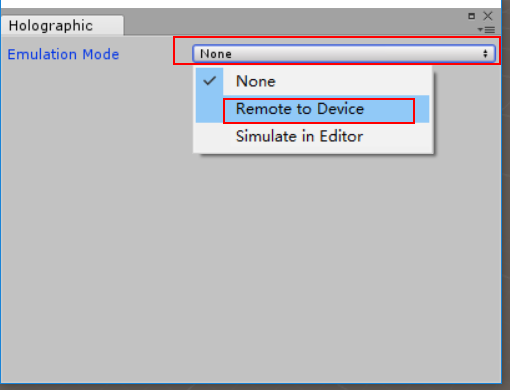 Holographic
Emulation Mode
None
None
Remote to Device
Simulate in Editor